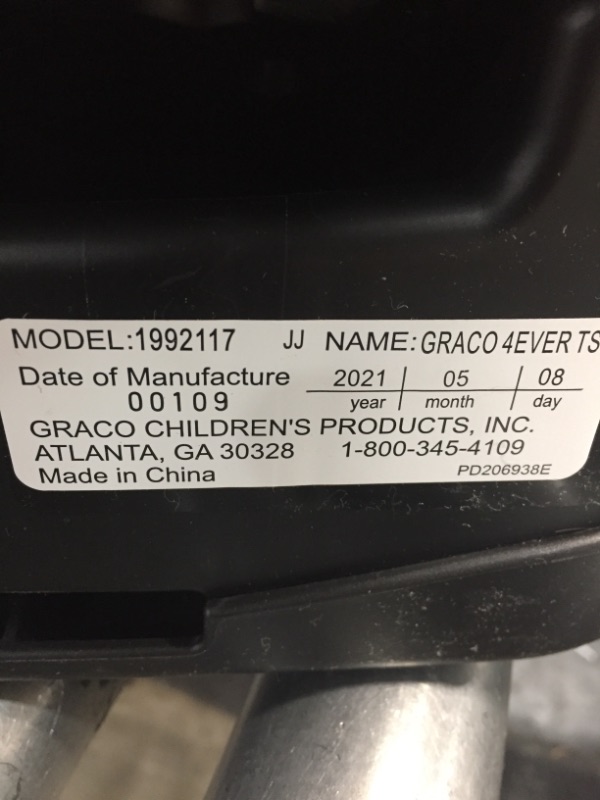 MODEL:1992117 JJ NAME:GRACO 4EVER TS
Date of Manufacture 2021 05 08
00109 year month day
GRACO CHILDREN'S PRODUCTS, INC.
ATLANTA, GA 30328 1-800-345-4109
Made in China PD206938E